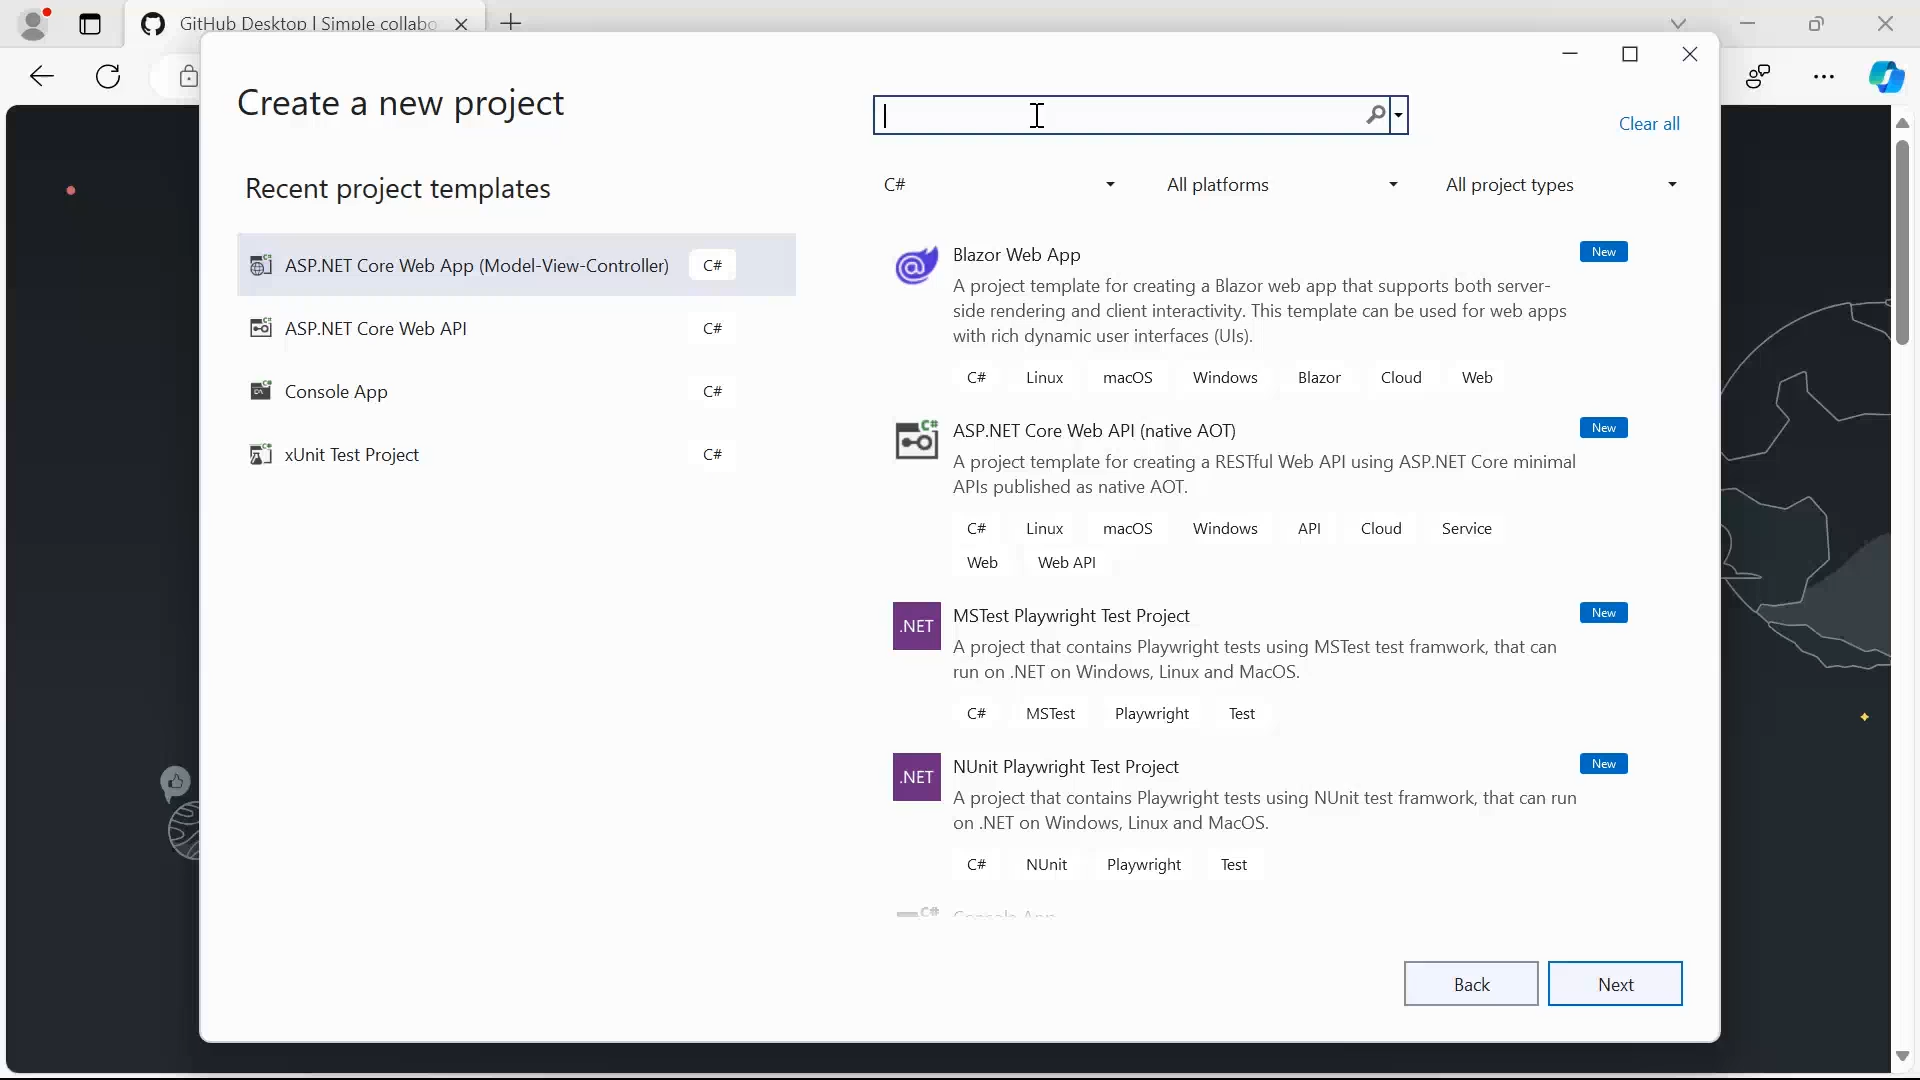 GitHub Desktop | Simple collabo
Create a new project
Clear all
Recent project templates
C#
All platforms
All project types
ASP.NET Core Web App (Model-View-Controller) C#
ASP.NET Core Web API C#
Console App C#
xUnit Test Project C#
Blazor Web App New
A project template for creating a Blazor web app that supports both server-
side rendering and client interactivity. This template can be used for web apps
with rich dynamic user interfaces (UIs).
C# Linux macOS Windows Blazor Cloud Web
ASP.NET Core Web API (native AOT) New
A project template for creating a RESTful Web API using ASP.NET Core minimal
APIs published as native AOT.
C# Linux macOS Windows API Cloud Service
Web Web API
.NET MSTest Playwright Test Project New
A project that contains Playwright tests using MSTest test framwork, that can
run on .NET on Windows, Linux and MacOS.
C# MSTest Playwright Test
.NET NUnit Playwright Test Project New
A project that contains Playwright tests using NUnit test framwork, that can run
on .NET on Windows, Linux and MacOS.
C# NUnit Playwright Test
Console App
Back Next